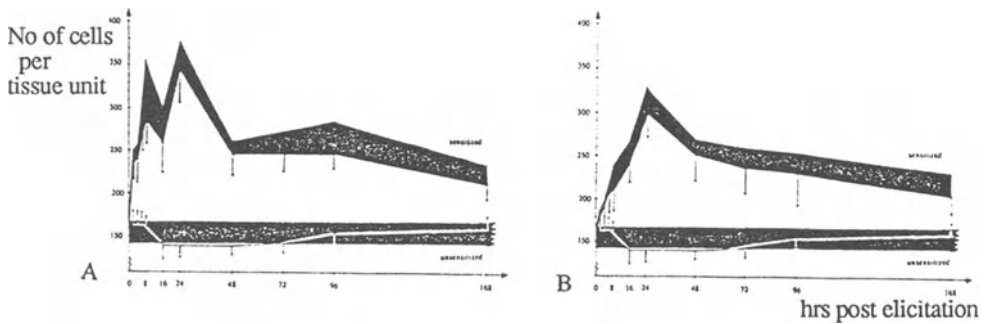 No of cells
per
tissue unit
400
350
300
250
200
150
sensitized
unsensitized
A
0 8 16 24 48 72 96 168
400
350
300
250
200
150
sensitized
unsensitized
B
0 8 16 24 48 72 96 168
hrs post elicitation